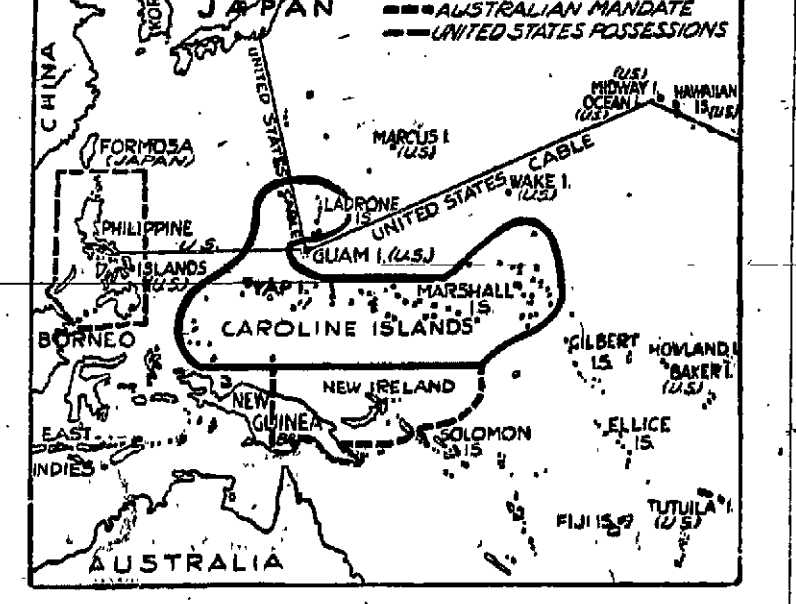 JAPAN
KOR
AUSTRALIAN MANDATE
UNITED STATES POSSESSIONS
CHINA
UNITED STATES CABLE
(U.S.)
MIDWAY I.
OCEAN I.
(U.S.)
HAWAIIAN
IS. (U.S.)
MARCUS I.
(U.S.)
FORMOSA
(JAPAN)
UNITED STATES CABLE
WAKE I.
(U.S.)
LADRONE
IS.
PHILIPPINE
ISLANDS
(U.S.)
U.S.
GUAM I. (U.S.)
YAP I.
MARSHALL
IS.
CAROLINE ISLANDS
BORNEO
GILBERT
IS.
HOWLAND I.
BAKER I.
(U.S.)
NEW IRELAND
NEW
GUINEA
EAST
INDIES
SOLOMON
IS.
ELLICE
IS.
FIJI IS.
TUTUILA I.
(U.S.)
AUSTRALIA